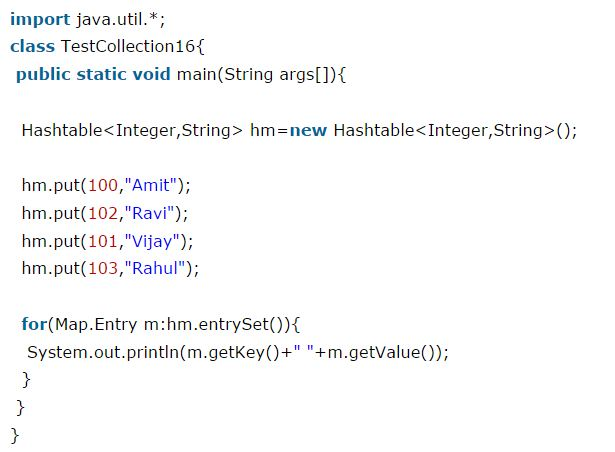 import java.util.*;
class TestCollection16{
 public static void main(String args[]){

  Hashtable<Integer,String> hm=new Hashtable<Integer,String>();

  hm.put(100,"Amit");
  hm.put(102,"Ravi");
  hm.put(101,"Vijay");
  hm.put(103,"Rahul");

  for(Map.Entry m:hm.entrySet()){
   System.out.println(m.getKey()+" "+m.getValue());
  }
 }
}